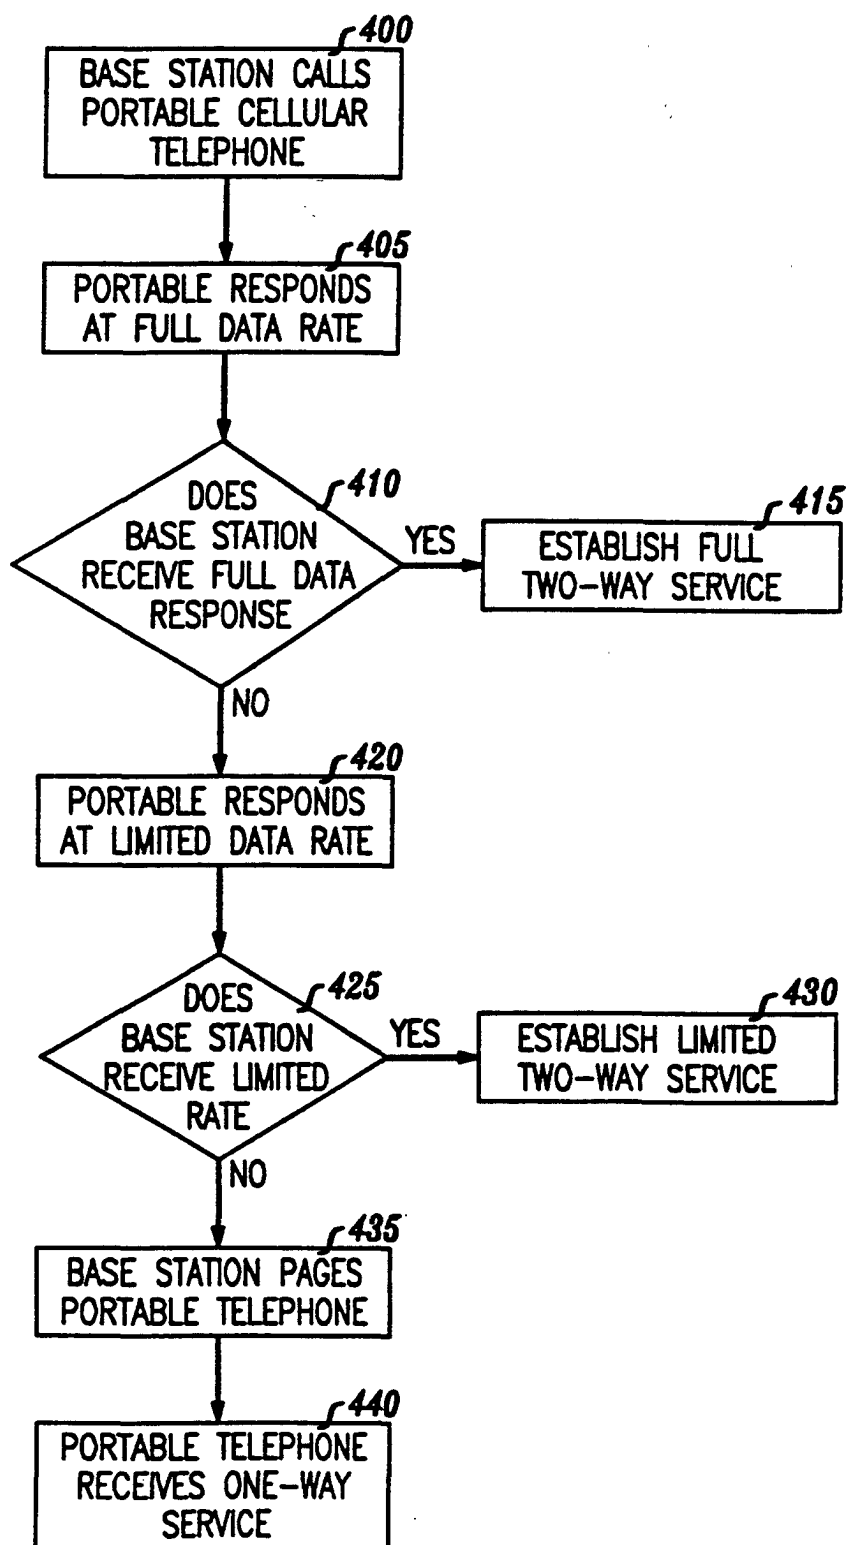 400
BASE STATION CALLS
PORTABLE CELLULAR
TELEPHONE
405
PORTABLE RESPONDS
AT FULL DATA RATE
410
DOES
BASE STATION
RECEIVE FULL DATA
RESPONSE
YES
415
ESTABLISH FULL
TWO-WAY SERVICE
NO
420
PORTABLE RESPONDS
AT LIMITED DATA RATE
425
DOES
BASE STATION
RECEIVE LIMITED
RATE
YES
430
ESTABLISH LIMITED
TWO-WAY SERVICE
NO
435
BASE STATION PAGES
PORTABLE TELEPHONE
440
PORTABLE TELEPHONE
RECEIVES ONE-WAY
SERVICE